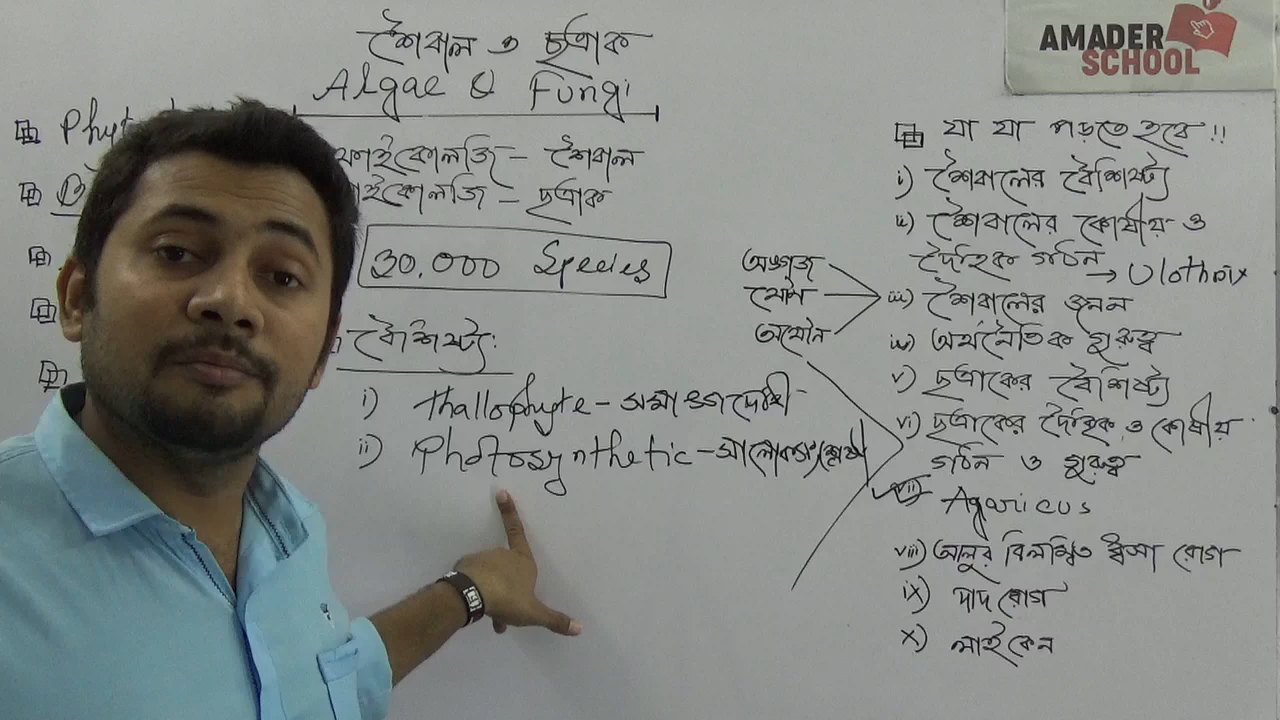 শৈবাল ও ছত্রাক
Algae & Fungi
ফাইকোলজি - শৈবাল
মাইকোলজি - ছত্রাক
30,000 Species
বৈশিষ্ট্য:
i) thallophyte - সমাঙ্গদেহী
ii) Photosynthetic - সালোকসংশ্লেষী
AMADER
SCHOOL
যা যা পড়তে হবে !!
i) শৈবালের বৈশিষ্ট্য
ii) শৈবালের কোষীয় ও
দৈহিক গঠন → Ulothrix
অঙ্গজ
যৌন
অযৌন
iii) শৈবালের জনন
iv) অর্থনৈতিক গুরুত্ব
v) ছত্রাকের বৈশিষ্ট্য
vi) ছত্রাকের দৈহিক ও কোষীয়
গঠন ও গুরুত্ব
vii) Agaricus
viii) আলুর বিলম্বিত ধ্বসা রোগ
ix) দাদ রোগ
x) লাইকেন